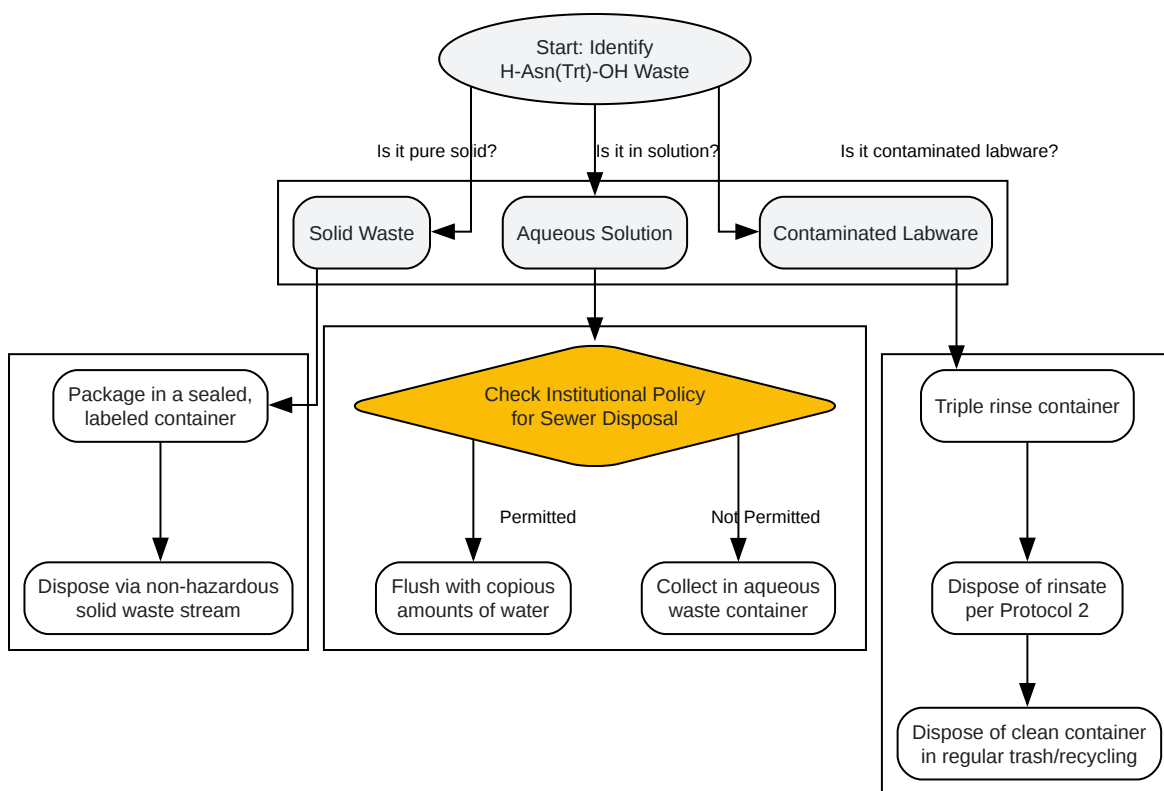 Start: Identify
H-Asn(Trt)-OH Waste
Is it pure solid?
Is it in solution?
Is it contaminated labware?
Solid Waste
Aqueous Solution
Contaminated Labware
Package in a sealed,
labeled container
Check Institutional Policy
for Sewer Disposal
Triple rinse container
Permitted
Not Permitted
Dispose via non-hazardous
solid waste stream
Flush with copious
amounts of water
Collect in aqueous
waste container
Dispose of rinsate
per Protocol 2
Dispose of clean container
in regular trash/recycling